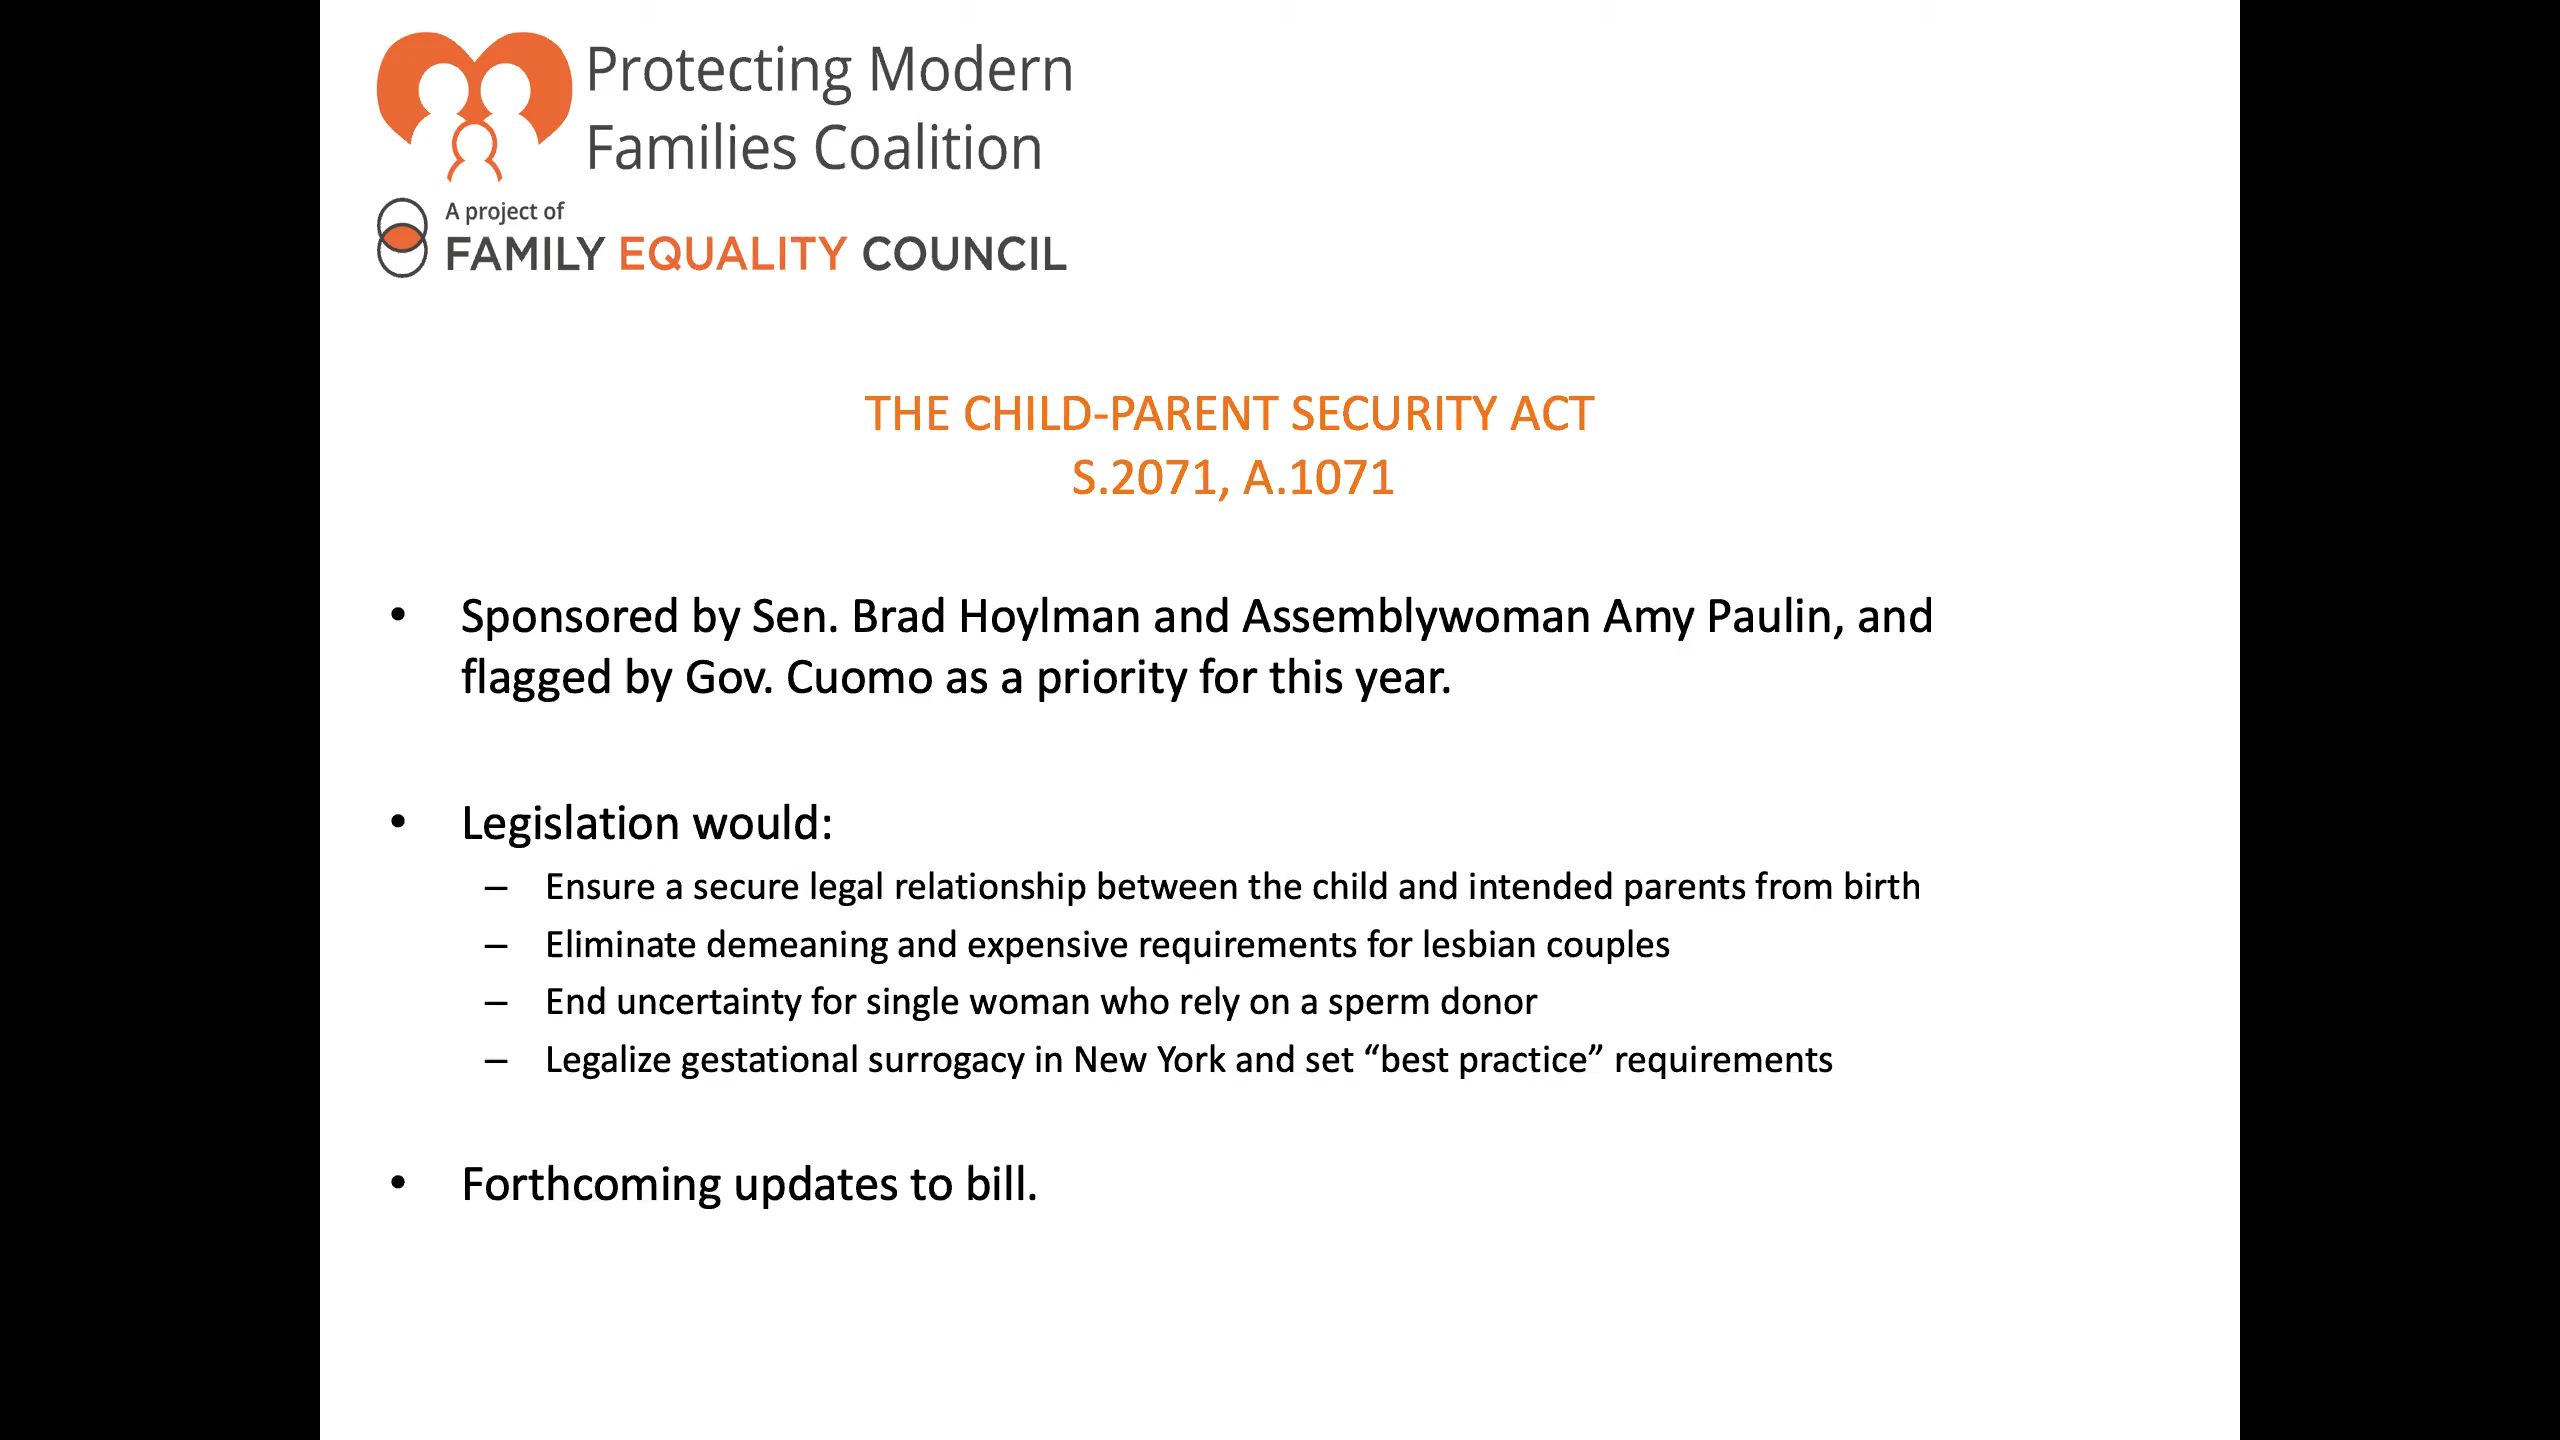 Protecting Modern
Families Coalition
A project of
FAMILY EQUALITY COUNCIL
THE CHILD-PARENT SECURITY ACT
S.2071, A.1071
• Sponsored by Sen. Brad Hoylman and Assemblywoman Amy Paulin, and
flagged by Gov. Cuomo as a priority for this year.
• Legislation would:
– Ensure a secure legal relationship between the child and intended parents from birth
– Eliminate demeaning and expensive requirements for lesbian couples
– End uncertainty for single woman who rely on a sperm donor
– Legalize gestational surrogacy in New York and set “best practice” requirements
• Forthcoming updates to bill.